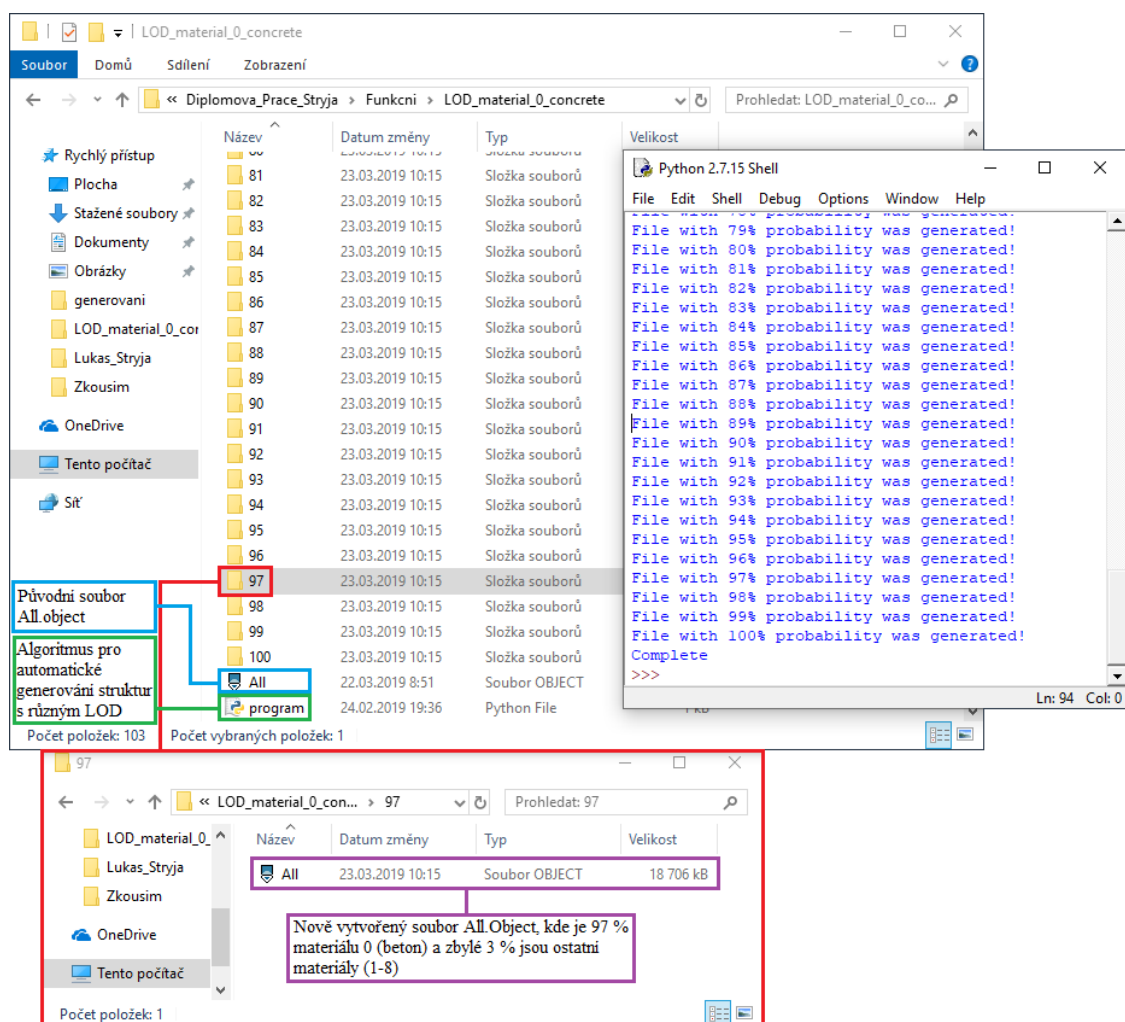 LOD_material_0_concrete
Soubor Domů Sdílení Zobrazení
« Diplomova_Prace_Stryja › Funkcni › LOD_material_0_concrete
Prohledat: LOD_material_0_co...
Název Datum změny Typ Velikost
81 23.03.2019 10:15 Složka souborů
82 23.03.2019 10:15 Složka souborů
83 23.03.2019 10:15 Složka souborů
84 23.03.2019 10:15 Složka souborů
85 23.03.2019 10:15 Složka souborů
86 23.03.2019 10:15 Složka souborů
87 23.03.2019 10:15 Složka souborů
88 23.03.2019 10:15 Složka souborů
89 23.03.2019 10:15 Složka souborů
90 23.03.2019 10:15 Složka souborů
91 23.03.2019 10:15 Složka souborů
92 23.03.2019 10:15 Složka souborů
93 23.03.2019 10:15 Složka souborů
94 23.03.2019 10:15 Složka souborů
95 23.03.2019 10:15 Složka souborů
96 23.03.2019 10:15 Složka souborů
97 23.03.2019 10:15 Složka souborů
98 23.03.2019 10:15 Složka souborů
99 23.03.2019 10:15 Složka souborů
100 23.03.2019 10:15 Složka souborů
All 22.03.2019 8:51 Soubor OBJECT
program 24.02.2019 19:36 Python File
Rychlý přístup
Plocha
Stažené soubory
Dokumenty
Obrázky
generovani
LOD_material_0_cor
Lukas_Stryja
Zkousim
OneDrive
Tento počítač
Síť
Původní soubor
All.object
Algoritmus pro
automatické
generováni struktur
s různým LOD
Počet položek: 103 Počet vybraných položek: 1
Python 2.7.15 Shell
File Edit Shell Debug Options Window Help
File with 79% probability was generated!
File with 80% probability was generated!
File with 81% probability was generated!
File with 82% probability was generated!
File with 83% probability was generated!
File with 84% probability was generated!
File with 85% probability was generated!
File with 86% probability was generated!
File with 87% probability was generated!
File with 88% probability was generated!
File with 89% probability was generated!
File with 90% probability was generated!
File with 91% probability was generated!
File with 92% probability was generated!
File with 93% probability was generated!
File with 94% probability was generated!
File with 95% probability was generated!
File with 96% probability was generated!
File with 97% probability was generated!
File with 98% probability was generated!
File with 99% probability was generated!
File with 100% probability was generated!
Complete
>>>
Ln: 94 Col: 0
97
« LOD_material_0_con... › 97
Prohledat: 97
LOD_material_0_
Lukas_Stryja
Zkousim
OneDrive
Tento počítač
Název Datum změny Typ Velikost
All 23.03.2019 10:15 Soubor OBJECT 18 706 kB
Nově vytvořený soubor All.Object, kde je 97 %
materiálu 0 (beton) a zbylé 3 % jsou ostatni
materiály (1-8)
Počet položek: 1